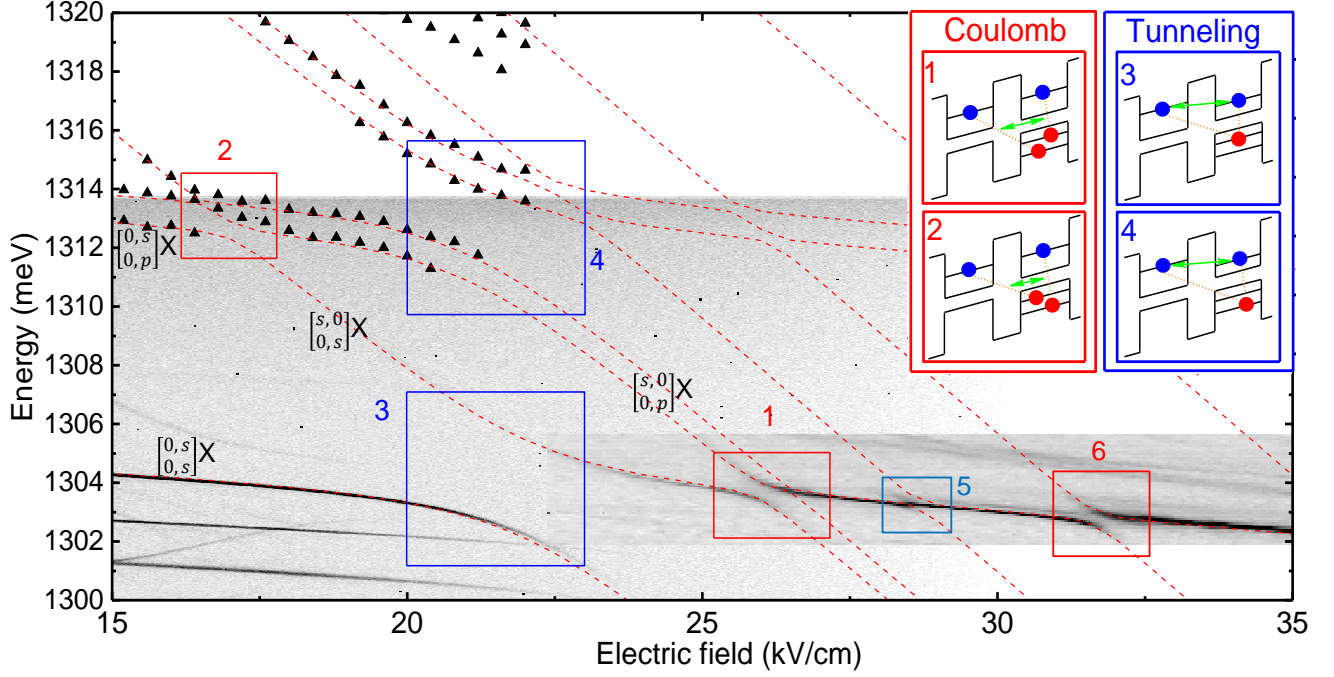 Energy (meV)
1320
1318
1316
1314
1312
1310
1308
1306
1304
1302
1300
15
20
25
30
35
Electric field (kV/cm)
2
4
3
1
5
6
[0,s]
[0,p] X
[s,0]
[0,s] X
[s,0]
[0,p] X
[0,s]
[0,s] X
Coulomb
1
2
Tunneling
3
4